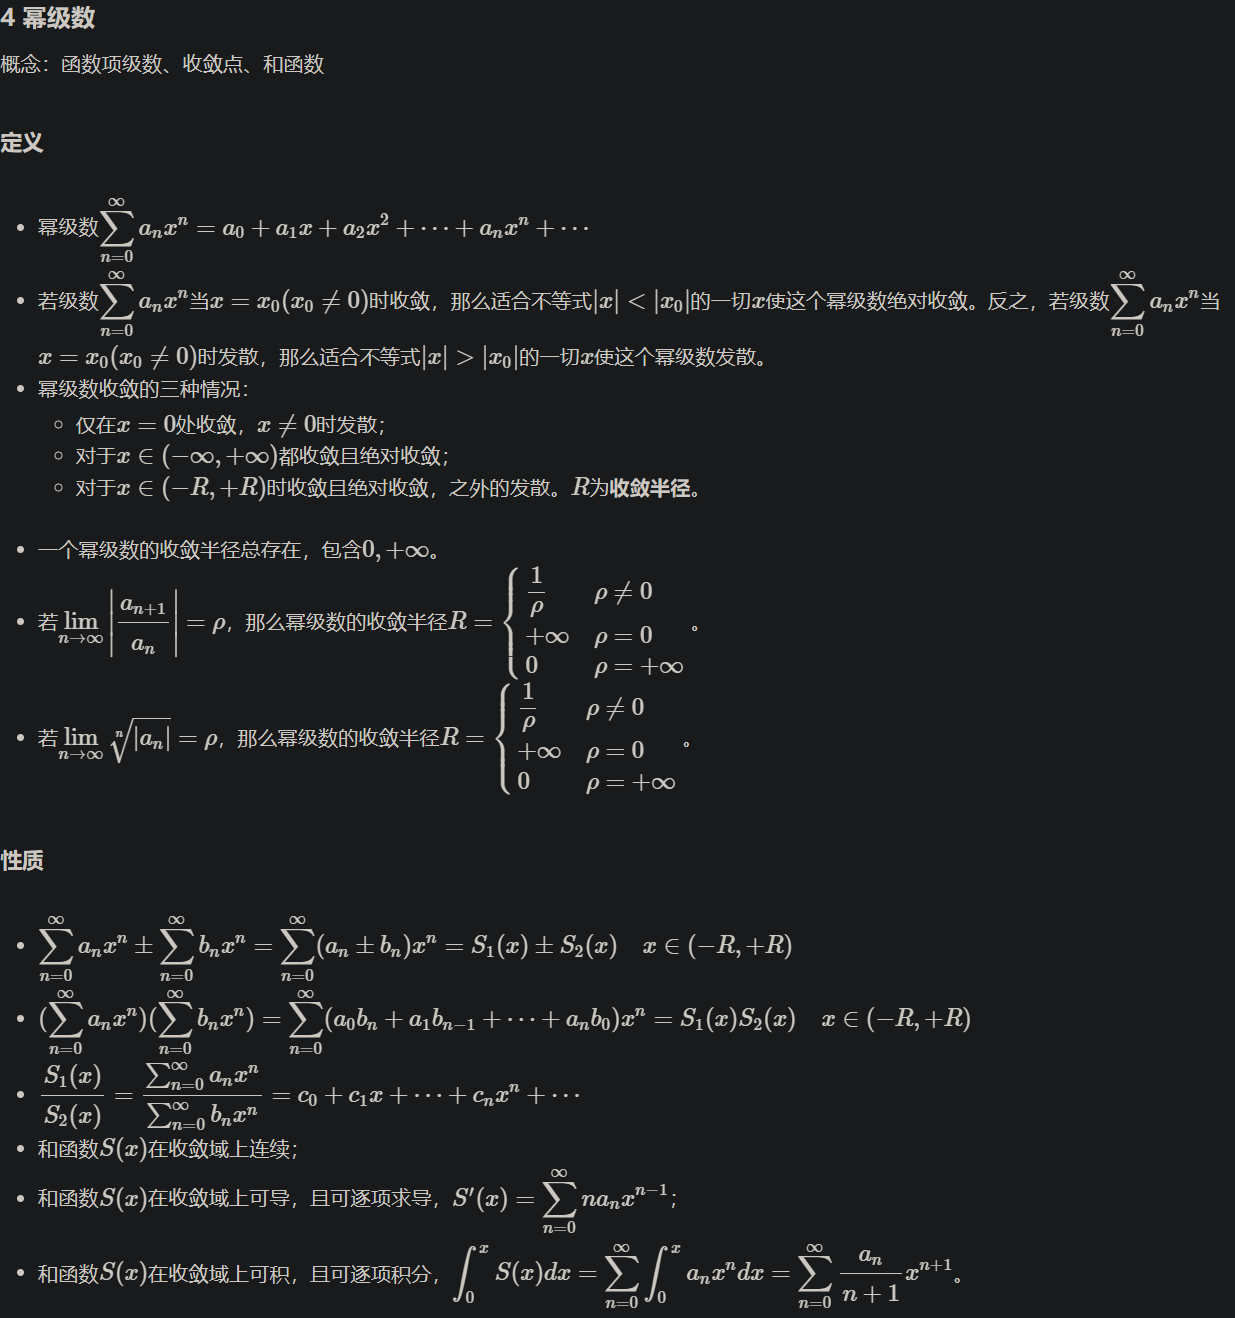 4 幂级数
概念：函数项级数、收敛点、和函数
定义
• 幂级数$\sum_{n=0}^{\infty} a_n x^n = a_0 + a_1 x + a_2 x^2 + \cdots + a_n x^n + \cdots$
• 若级数$\sum_{n=0}^{\infty} a_n x^n$当$x = x_0(x_0 \neq 0)$时收敛，那么适合不等式$|x| < |x_0|$的一切$x$使这个幂级数绝对收敛。反之，若级数$\sum_{n=0}^{\infty} a_n x^n$当
$x = x_0(x_0 \neq 0)$时发散，那么适合不等式$|x| > |x_0|$的一切$x$使这个幂级数发散。
• 幂级数收敛的三种情况：
◦ 仅在$x = 0$处收敛，$x \neq 0$时发散；
◦ 对于$x \in (-\infty, +\infty)$都收敛且绝对收敛；
◦ 对于$x \in (-R, +R)$时收敛且绝对收敛，之外的发散。$R$为收敛半径。
• 一个幂级数的收敛半径总存在，包含$0, +\infty$。
• 若$\lim_{n \to \infty} \left| \dfrac{a_{n+1}}{a_n} \right| = \rho$，那么幂级数的收敛半径$R = \begin{cases} \dfrac{1}{\rho} & \rho \neq 0 \\ +\infty & \rho = 0 \\ 0 & \rho = +\infty \end{cases}$。
• 若$\lim_{n \to \infty} \sqrt[n]{|a_n|} = \rho$，那么幂级数的收敛半径$R = \begin{cases} \dfrac{1}{\rho} & \rho \neq 0 \\ +\infty & \rho = 0 \\ 0 & \rho = +\infty \end{cases}$。
性质
• $\sum_{n=0}^{\infty} a_n x^n \pm \sum_{n=0}^{\infty} b_n x^n = \sum_{n=0}^{\infty} (a_n \pm b_n) x^n = S_1(x) \pm S_2(x) \quad x \in (-R, +R)$
• $(\sum_{n=0}^{\infty} a_n x^n)(\sum_{n=0}^{\infty} b_n x^n) = \sum_{n=0}^{\infty} (a_0 b_n + a_1 b_{n-1} + \cdots + a_n b_0) x^n = S_1(x) S_2(x) \quad x \in (-R, +R)$
• $\dfrac{S_1(x)}{S_2(x)} = \dfrac{\sum_{n=0}^{\infty} a_n x^n}{\sum_{n=0}^{\infty} b_n x^n} = c_0 + c_1 x + \cdots + c_n x^n + \cdots$
• 和函数$S(x)$在收敛域上连续；
• 和函数$S(x)$在收敛域上可导，且可逐项求导，$S'(x) = \sum_{n=0}^{\infty} n a_n x^{n-1}$；
• 和函数$S(x)$在收敛域上可积，且可逐项积分，$\int_0^x S(x) dx = \sum_{n=0}^{\infty} \int_0^x a_n x^n dx = \sum_{n=0}^{\infty} \dfrac{a_n}{n+1} x^{n+1}$。